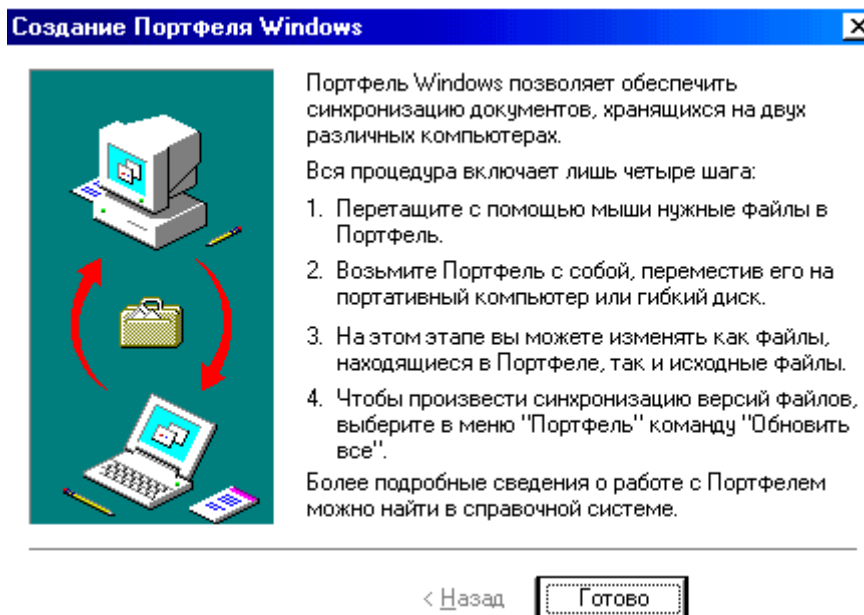 Создание Портфеля Windows
Портфель Windows позволяет обеспечить
синхронизацию документов, хранящихся на двух
различных компьютерах.
Вся процедура включает лишь четыре шага:
1. Перетащите с помощью мыши нужные файлы в
Портфель.
2. Возьмите Портфель с собой, переместив его на
портативный компьютер или гибкий диск.
3. На этом этапе вы можете изменять как файлы,
находящиеся в Портфеле, так и исходные файлы.
4. Чтобы произвести синхронизацию версий файлов,
выберите в меню "Портфель" команду "Обновить
все".
Более подробные сведения о работе с Портфелем
можно найти в справочной системе.
< Назад
Готово